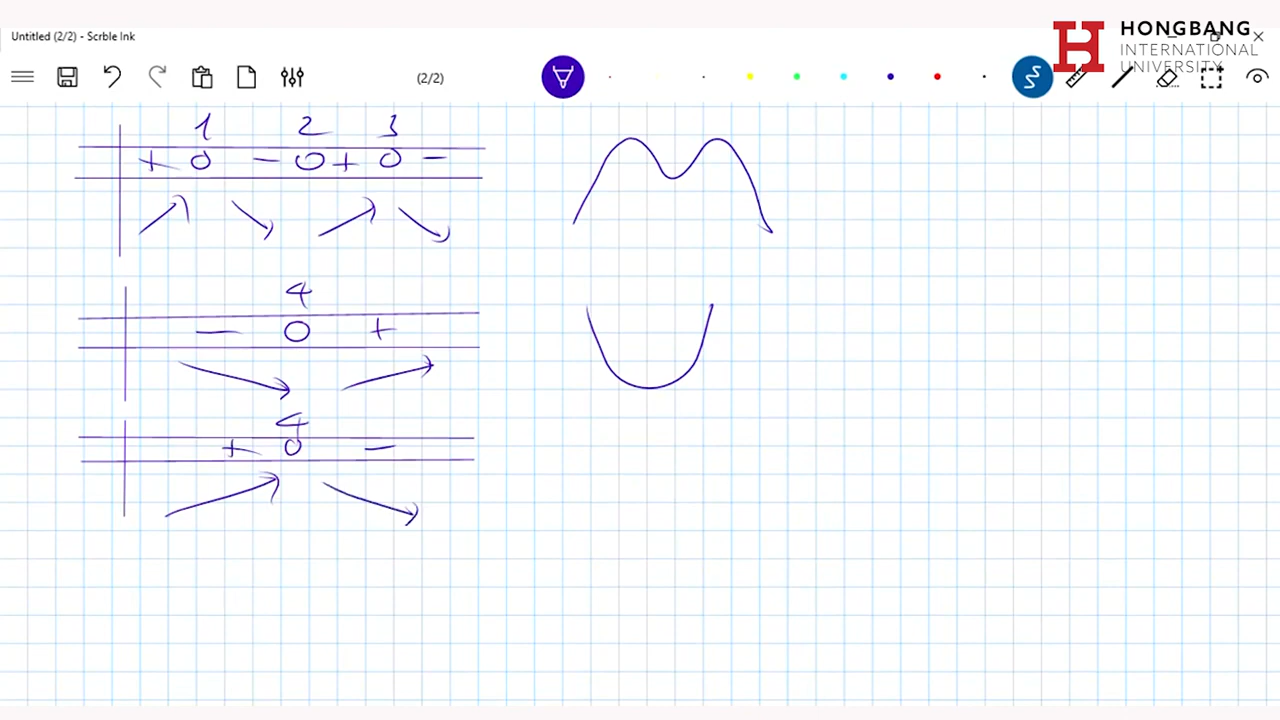 Untitled (2/2) - Scrble Ink
HONGBANG
INTERNATIONAL
UNIVERSITY
(2/2)
1 2 3
+ 0 - 0 + 0 -
4
- 0 +
4
+ 0 -